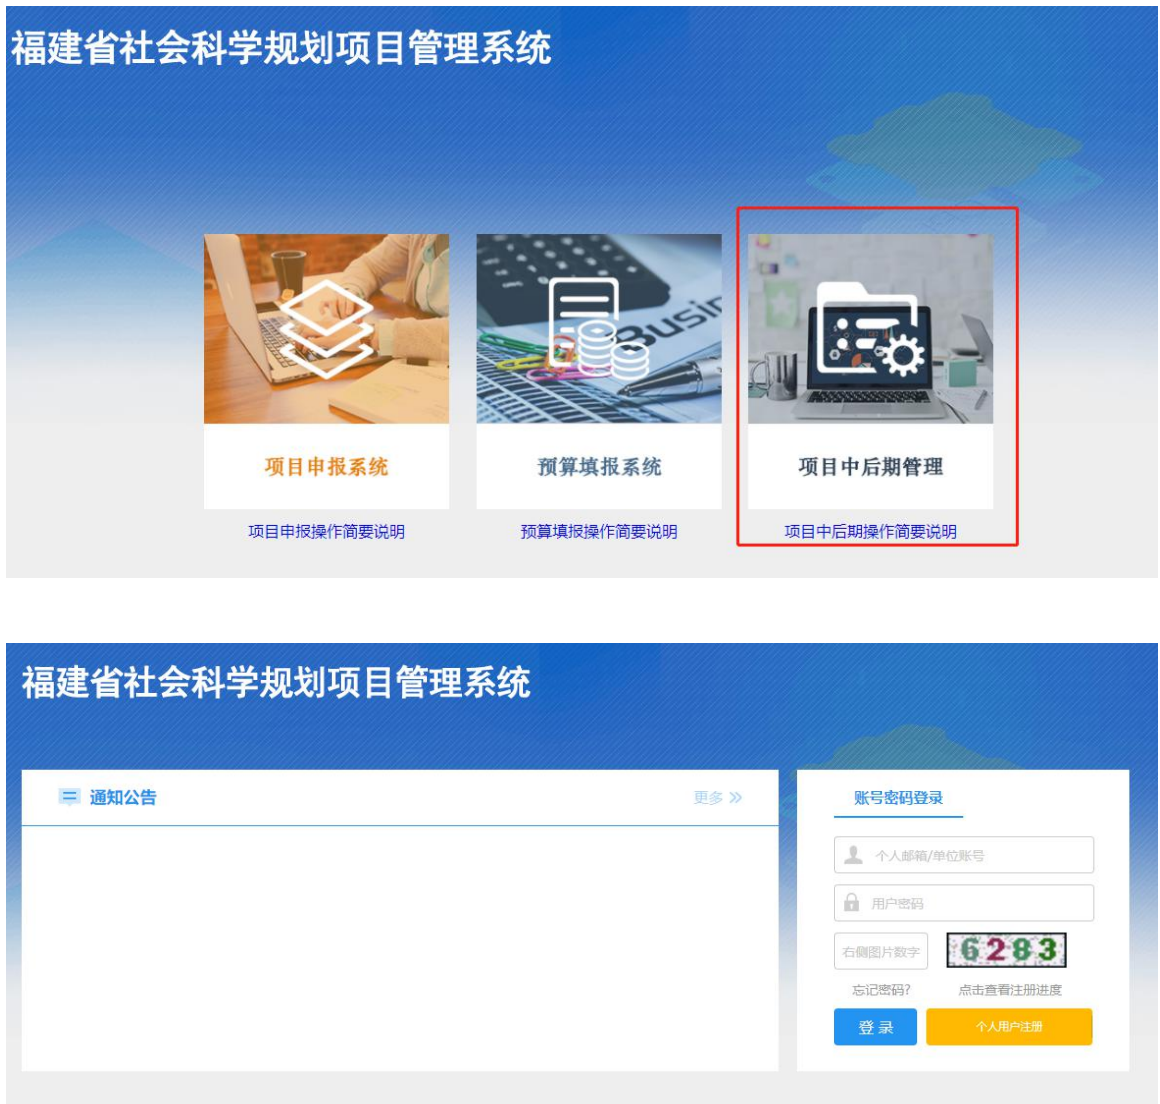 福建省社会科学规划项目管理系统
Busin
项目申报系统
预算填报系统
项目中后期管理
项目申报操作简要说明
预算填报操作简要说明
项目中后期操作简要说明
福建省社会科学规划项目管理系统
通知公告
更多 »
账号密码登录
个人邮箱/单位账号
用户密码
右侧图片数字
6283
忘记密码?
点击查看注册进度
登 录
个人用户注册